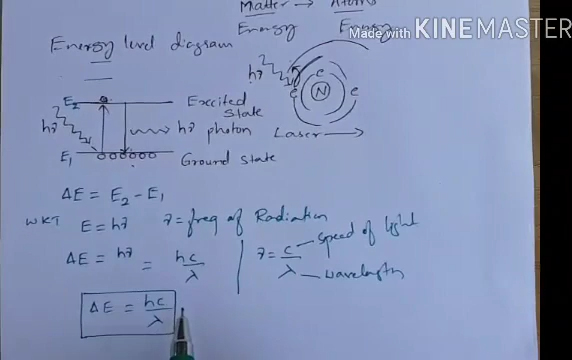 Matter → Atoms
Energy Energy
Made with KINEMASTER
Energy level diagram
hν
e
e N e
E₂ Excited State
hν hν photon
Laser →
E₁ Ground state
ΔE = E₂ - E₁
WKT E = hν ν = freq of Radiation
ΔE = hν = hc/λ ν = c/λ speed of light
wavelength
ΔE = hc/λ